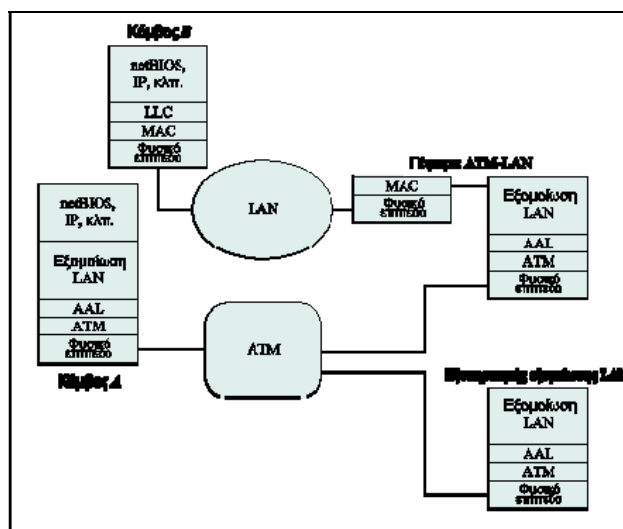 Κόμβος Β
netBIOS,
IP, κλπ.
LLC
MAC
Φυσικό
επίπεδο
LAN
Γέφυρα ATM-LAN
MAC
Φυσικό
επίπεδο
Εξομοίωση
LAN
AAL
ATM
Φυσικό
επίπεδο
netBIOS,
IP, κλπ.
Εξομοίωση
LAN
AAL
ATM
Φυσικό
επίπεδο
Κόμβος Α
ATM
εξομοίωσης LAN
Εξομοίωση
LAN
AAL
ATM
Φυσικό
επίπεδο